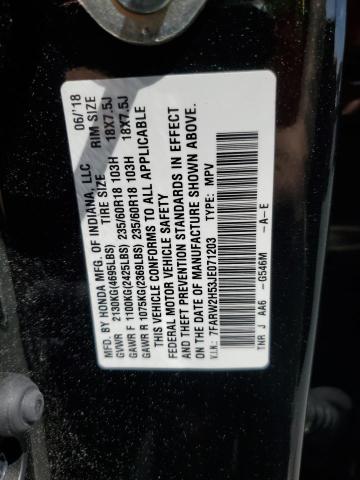 MFD. BY HONDA MFG. OF INDIANA, LLC 06/'18
TIRE SIZE RIM SIZE
GVWR 2130KG(4695LBS)
GAWR F 1100KG(2425LBS) 235/60R18 103H 18X7.5J
GAWR R 1075KG(2369LBS) 235/60R18 103H 18X7.5J
THIS VEHICLE CONFORMS TO ALL APPLICABLE
FEDERAL MOTOR VEHICLE SAFETY
AND THEFT PREVENTION STANDARDS IN EFFECT
ON THE DATE OF MANUFACTURE SHOWN ABOVE.
V.I.N.: 7FARW2H53JE071203 TYPE: MPV
TNR J AA6 -G546M -A-E